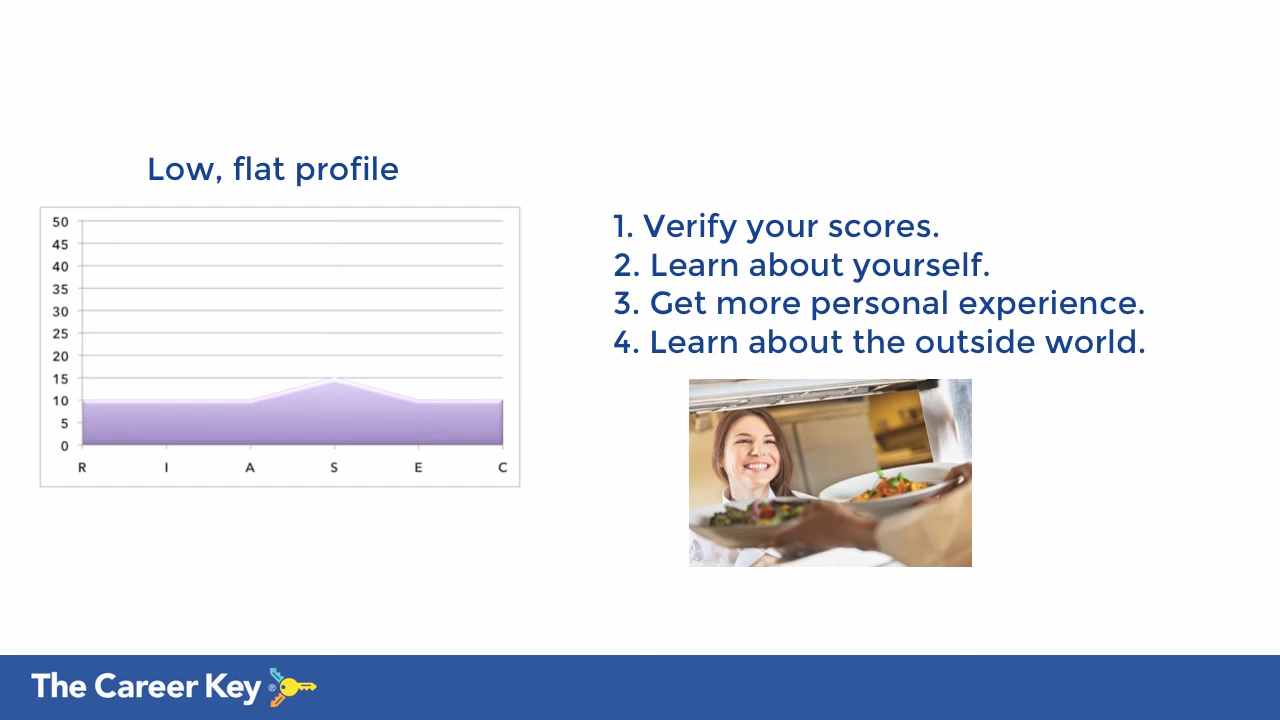 Low, flat profile
50
45
40
35
30
25
20
15
10
5
0
R I A S E C
1. Verify your scores.
2. Learn about yourself.
3. Get more personal experience.
4. Learn about the outside world.
The Career Key ®